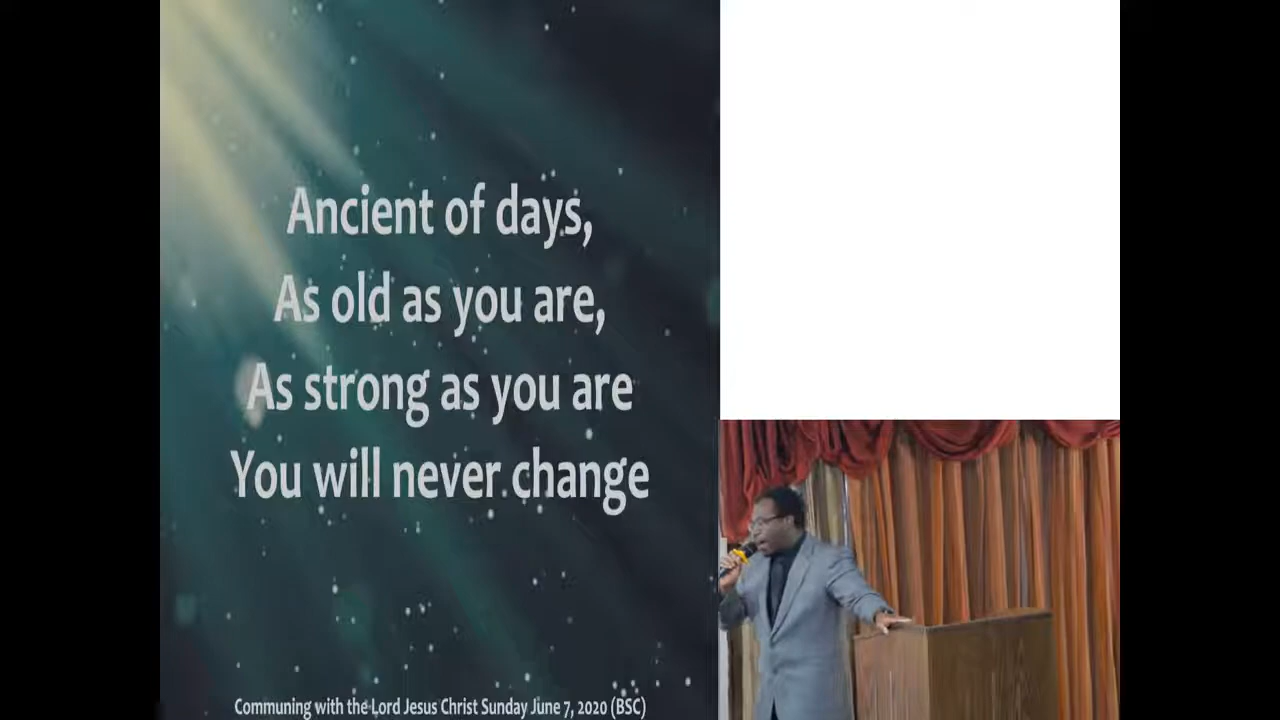 Ancient of days,
As old as you are,
As strong as you are
You will never change
Communing with the Lord Jesus Christ Sunday June 7, 2020 (BSC)